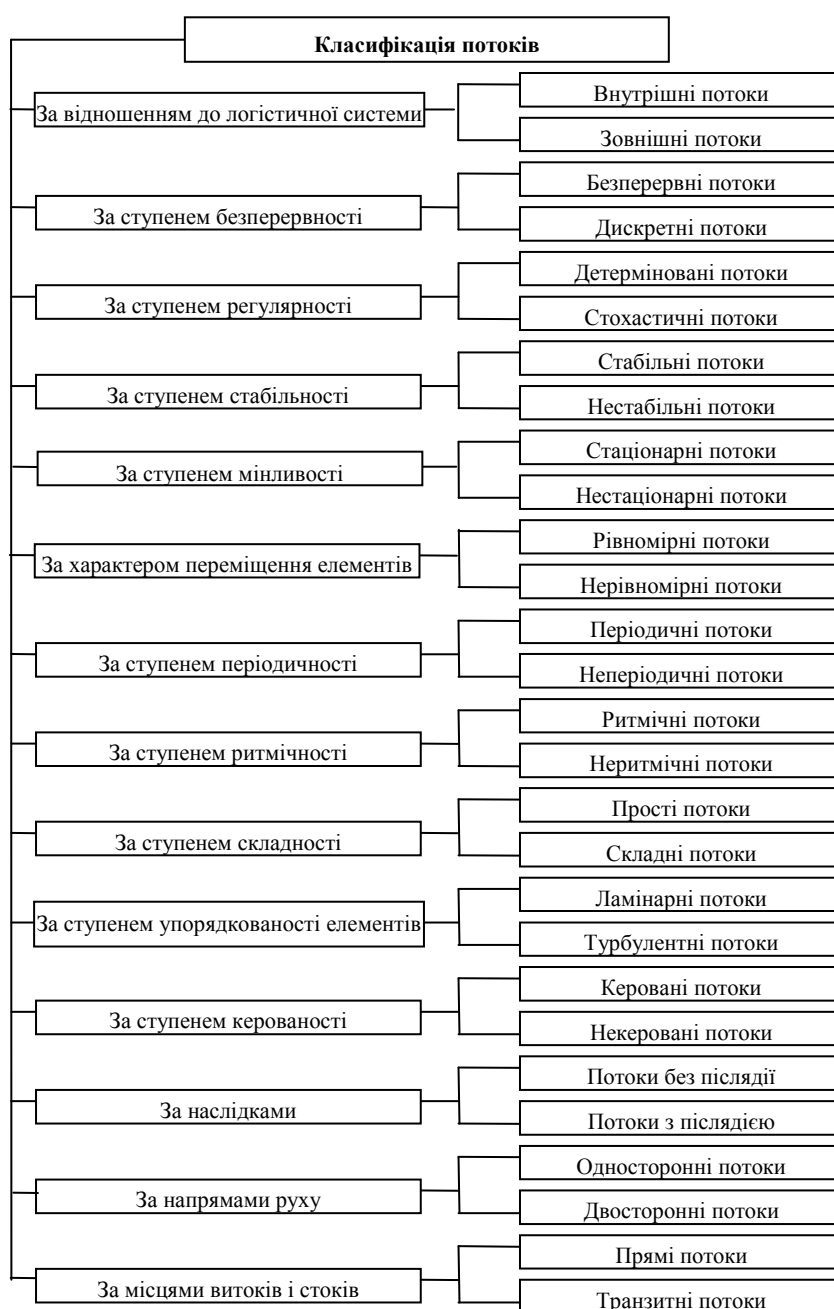 Класифікація потоків
За відношенням до логістичної системи
Внутрішні потоки
Зовнішні потоки
За ступенем безперервності
Безперервні потоки
Дискретні потоки
За ступенем регулярності
Детерміновані потоки
Стохастичні потоки
За ступенем стабільності
Стабільні потоки
Нестабільні потоки
За ступенем мінливості
Стаціонарні потоки
Нестаціонарні потоки
За характером переміщення елементів
Рівномірні потоки
Нерівномірні потоки
За ступенем періодичності
Періодичні потоки
Неперіодичні потоки
За ступенем ритмічності
Ритмічні потоки
Неритмічні потоки
За ступенем складності
Прості потоки
Складні потоки
За ступенем упорядкованості елементів
Ламінарні потоки
Турбулентні потоки
За ступенем керованості
Керовані потоки
Некеровані потоки
За наслідками
Потоки без післядії
Потоки з післядією
За напрямами руху
Односторонні потоки
Двосторонні потоки
За місцями витоків і стоків
Прямі потоки
Транзитні потоки